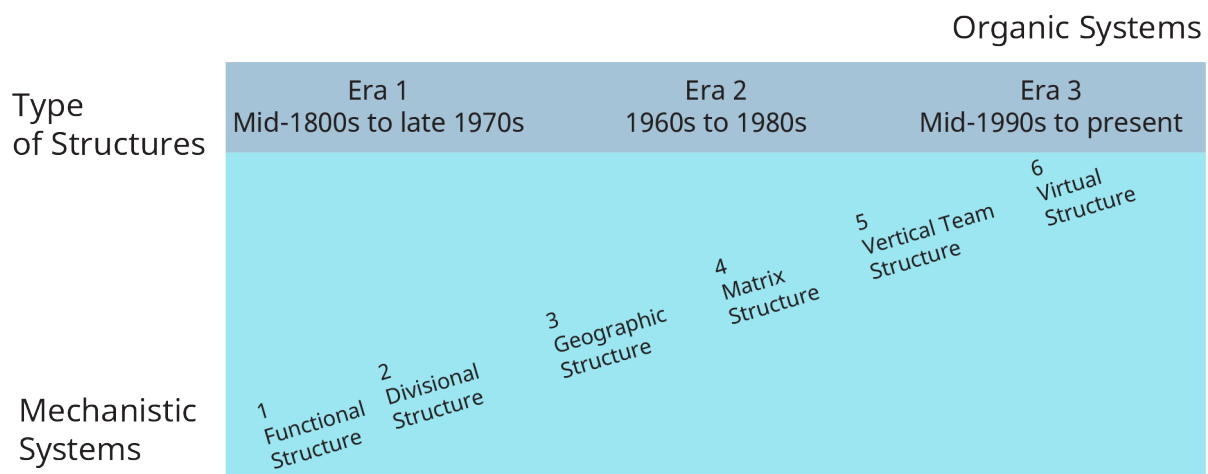 Organic Systems
Type
of Structures
Era 1
Mid-1800s to late 1970s
Era 2
1960s to 1980s
Era 3
Mid-1990s to present
6
Virtual
Structure
5
Vertical Team
Structure
4
Matrix
Structure
3
Geographic
Structure
2
Divisional
Structure
1
Functional
Structure
Mechanistic
Systems